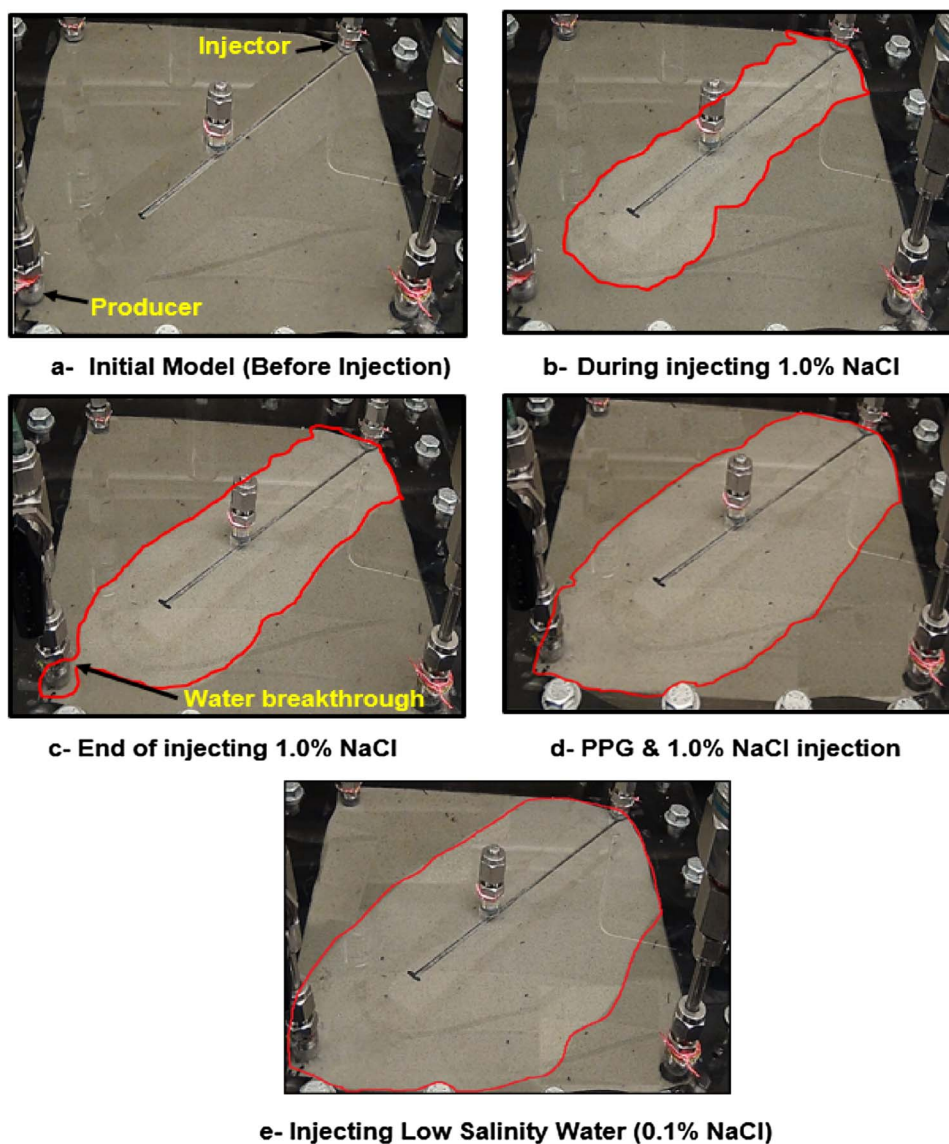 Injector
Producer
a- Initial Model (Before Injection)
b- During injecting 1.0% NaCl
Water breakthrough
c- End of injecting 1.0% NaCl
d- PPG & 1.0% NaCl injection
e- Injecting Low Salinity Water (0.1% NaCl)